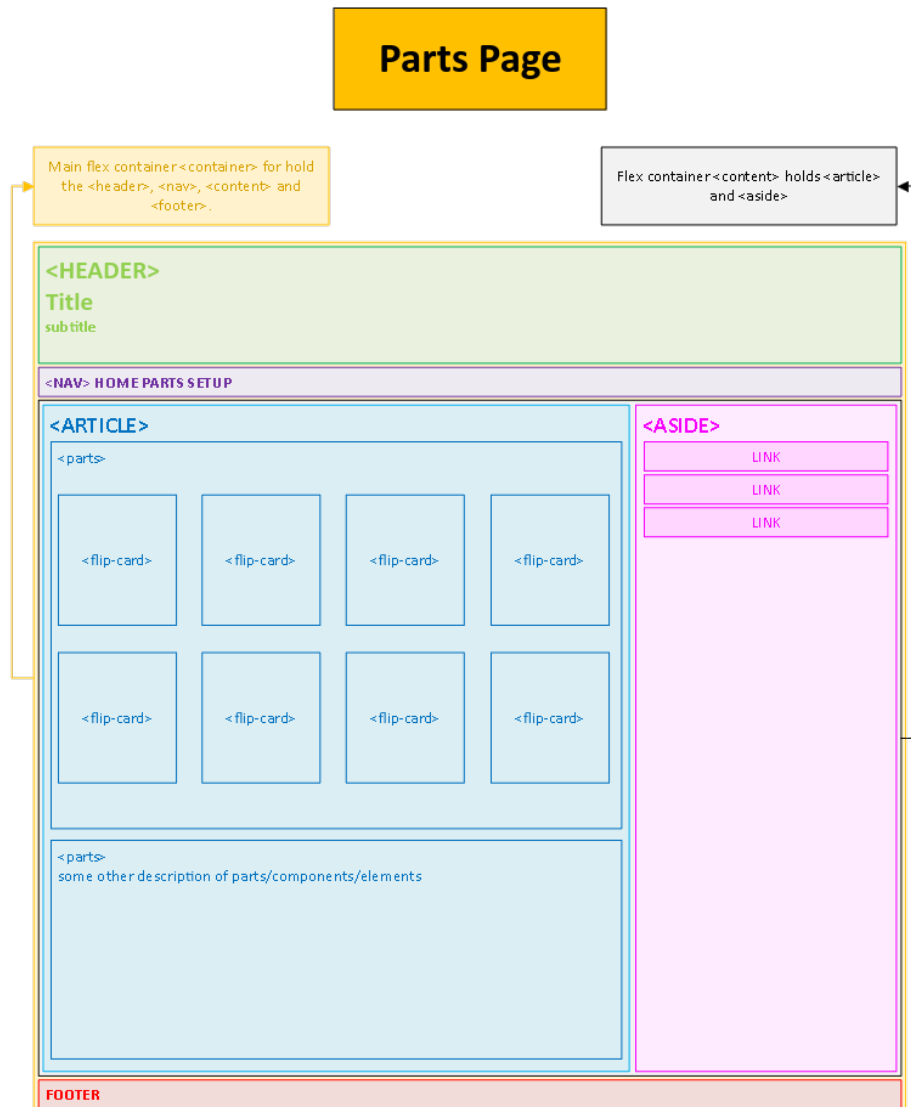 Parts Page
Main flex container <container> for hold
the <header>, <nav>, <content> and
<footer>.
Flex container <content> holds <article>
and <aside>
<HEADER>
Title
subtitle
<NAV> HOME PARTS SETUP
<ARTICLE>
<parts>
<flip-card>
<flip-card>
<flip-card>
<flip-card>
<flip-card>
<flip-card>
<flip-card>
<flip-card>
<parts>
some other description of parts/components/elements
<ASIDE>
LINK
LINK
LINK
FOOTER